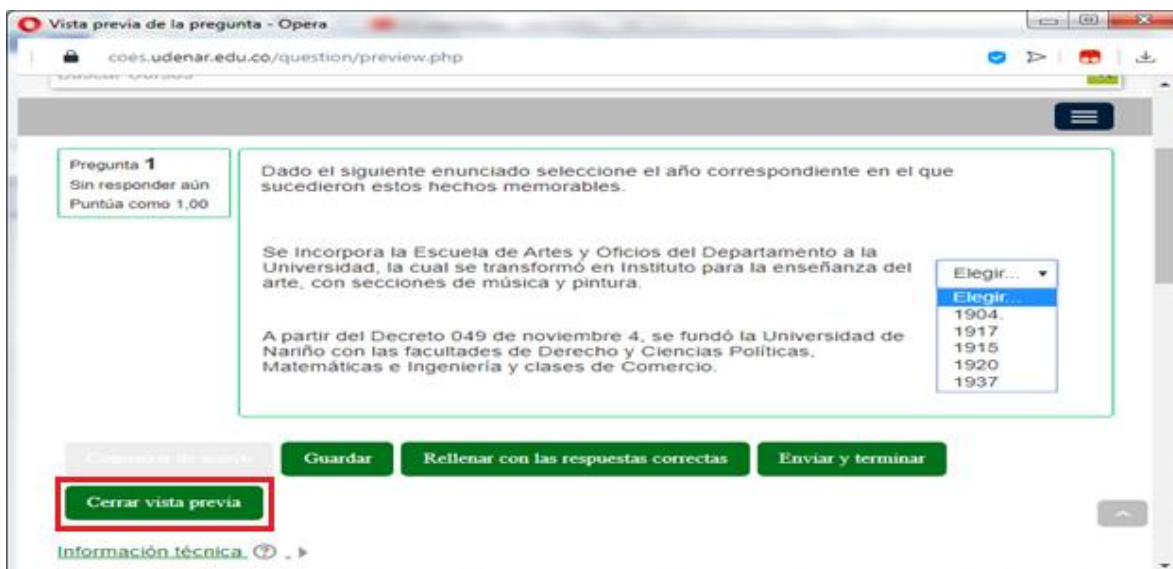 Vista previa de la pregunta - Opera
coes.udenar.edu.co/question/preview.php
Pregunta 1
Sin responder aún
Puntúa como 1,00
Dado el siguiente enunciado seleccione el año correspondiente en el que
sucedieron estos hechos memorables.
Se Incorpora la Escuela de Artes y Oficios del Departamento a la
Universidad, la cual se transformó en Instituto para la enseñanza del
arte, con secciones de música y pintura.
Elegir...
Elegir...
1904.
1917
1915
1920
1937
A partir del Decreto 049 de noviembre 4, se fundó la Universidad de
Nariño con las facultades de Derecho y Ciencias Políticas,
Matemáticas e Ingeniería y clases de Comercio.
Comenzar de nuevo
Guardar
Rellenar con las respuestas correctas
Enviar y terminar
Cerrar vista previa
Información técnica